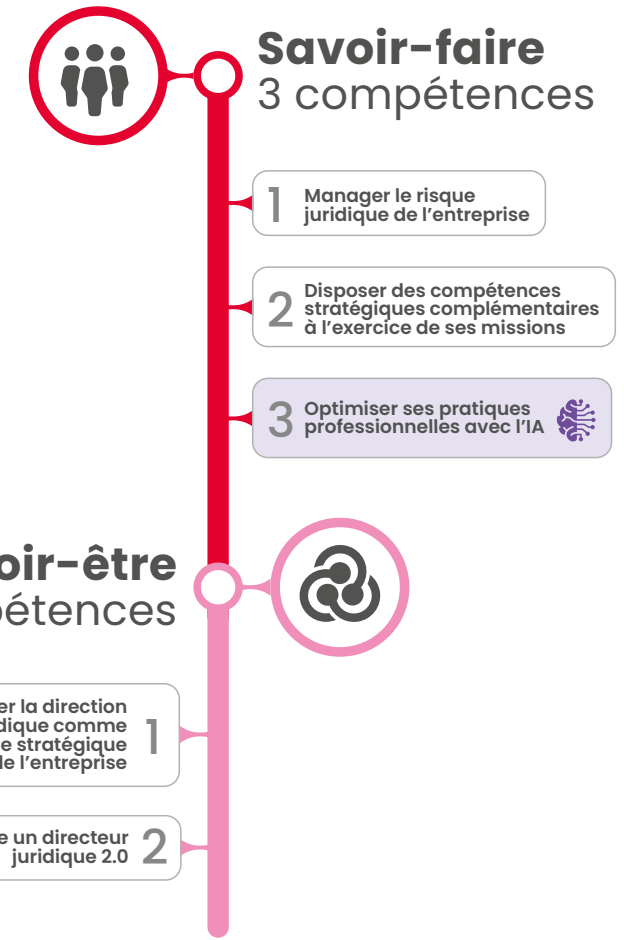 Savoir-faire
3 compétences
1 Manager le risque
juridique de l’entreprise
2 Disposer des compétences
stratégiques complémentaires
à l’exercice de ses missions
3 Optimiser ses pratiques
professionnelles avec l’IA
oir-être
pétences
er la direction
dique comme
e stratégique
de l’entreprise
1
e un directeur
juridique 2.0
2